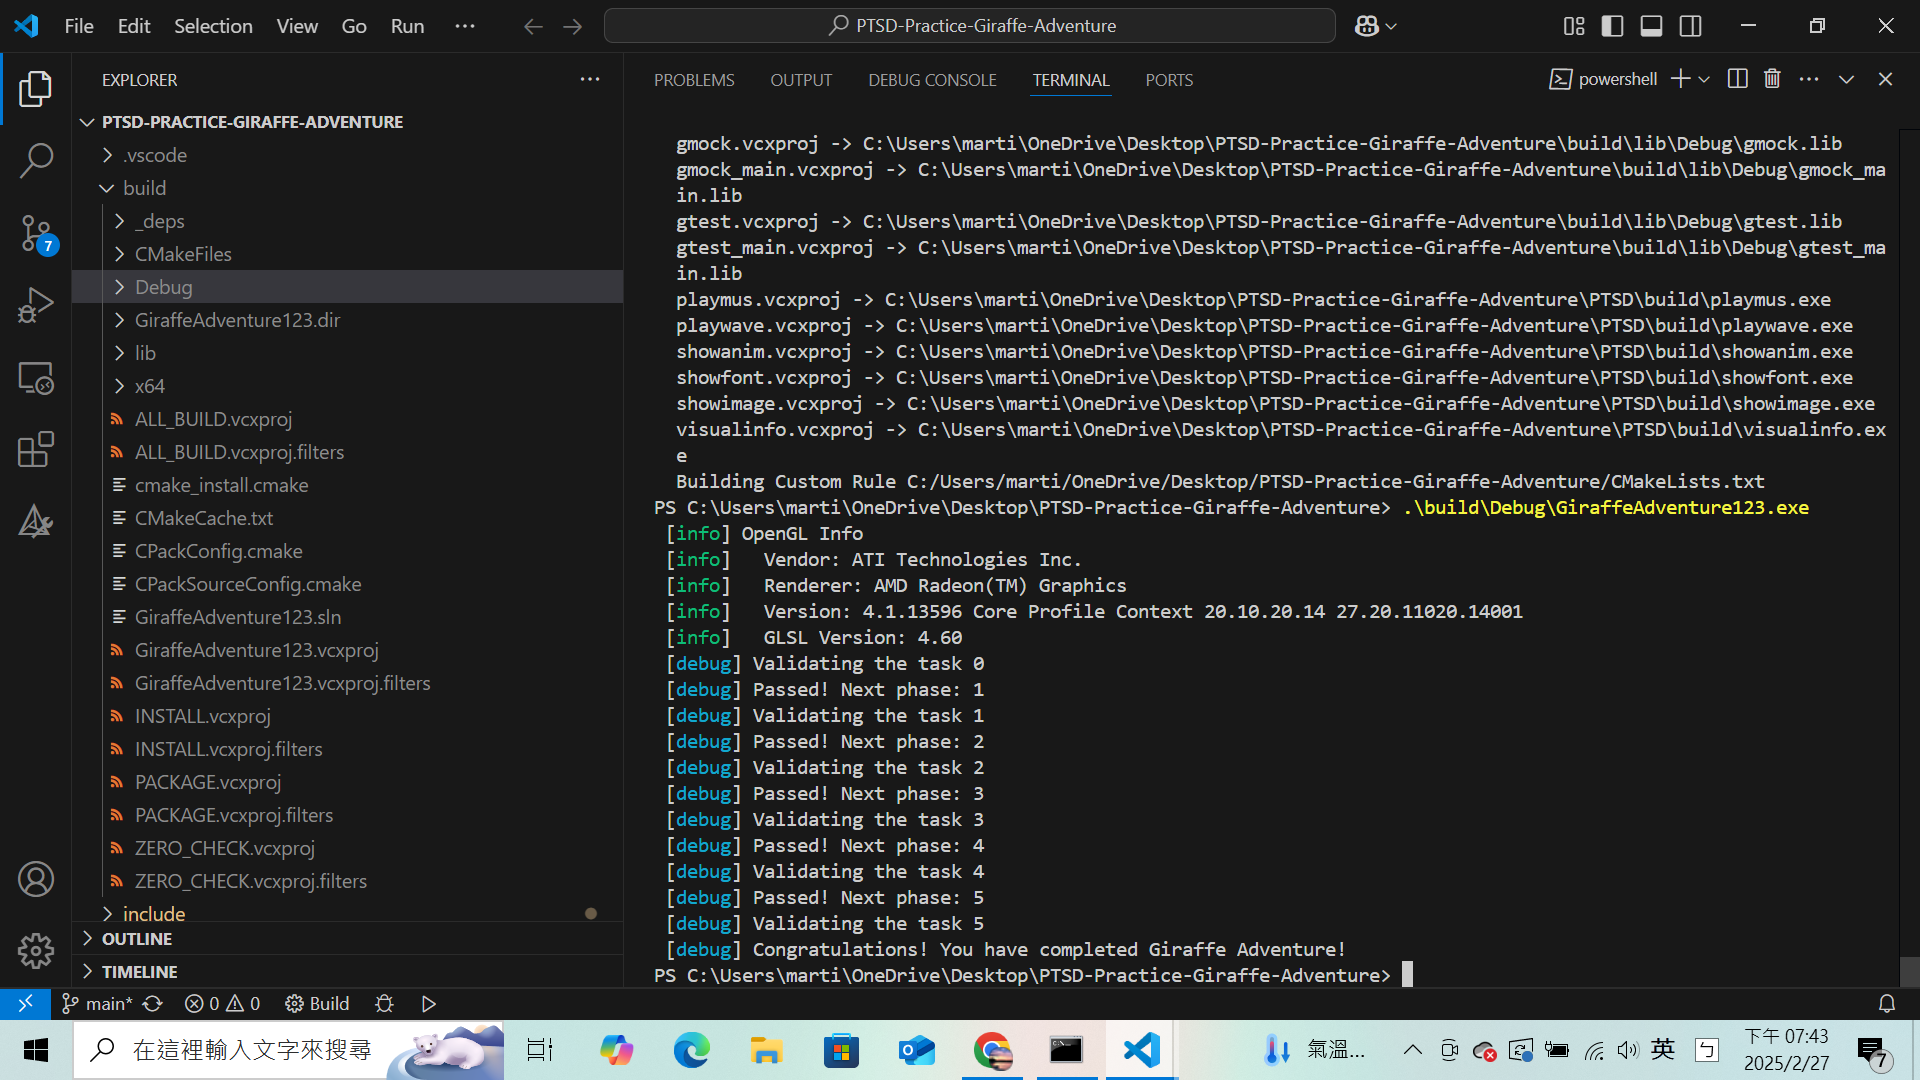 File Edit Selection View Go Run ···
PTSD-Practice-Giraffe-Adventure
EXPLORER
PTSD-PRACTICE-GIRAFFE-ADVENTURE
.vscode
build
_deps
CMakeFiles
Debug
GiraffeAdventure123.dir
lib
x64
ALL_BUILD.vcxproj
ALL_BUILD.vcxproj.filters
cmake_install.cmake
CMakeCache.txt
CPackConfig.cmake
CPackSourceConfig.cmake
GiraffeAdventure123.sln
GiraffeAdventure123.vcxproj
GiraffeAdventure123.vcxproj.filters
INSTALL.vcxproj
INSTALL.vcxproj.filters
PACKAGE.vcxproj
PACKAGE.vcxproj.filters
ZERO_CHECK.vcxproj
ZERO_CHECK.vcxproj.filters
include
OUTLINE
TIMELINE
7
PROBLEMS OUTPUT DEBUG CONSOLE TERMINAL PORTS
powershell
gmock.vcxproj -> C:\Users\marti\OneDrive\Desktop\PTSD-Practice-Giraffe-Adventure\build\lib\Debug\gmock.lib
gmock_main.vcxproj -> C:\Users\marti\OneDrive\Desktop\PTSD-Practice-Giraffe-Adventure\build\lib\Debug\gmock_ma
in.lib
gtest.vcxproj -> C:\Users\marti\OneDrive\Desktop\PTSD-Practice-Giraffe-Adventure\build\lib\Debug\gtest.lib
gtest_main.vcxproj -> C:\Users\marti\OneDrive\Desktop\PTSD-Practice-Giraffe-Adventure\build\lib\Debug\gtest_ma
in.lib
playmus.vcxproj -> C:\Users\marti\OneDrive\Desktop\PTSD-Practice-Giraffe-Adventure\PTSD\build\playmus.exe
playwave.vcxproj -> C:\Users\marti\OneDrive\Desktop\PTSD-Practice-Giraffe-Adventure\PTSD\build\playwave.exe
showanim.vcxproj -> C:\Users\marti\OneDrive\Desktop\PTSD-Practice-Giraffe-Adventure\PTSD\build\showanim.exe
showfont.vcxproj -> C:\Users\marti\OneDrive\Desktop\PTSD-Practice-Giraffe-Adventure\PTSD\build\showfont.exe
showimage.vcxproj -> C:\Users\marti\OneDrive\Desktop\PTSD-Practice-Giraffe-Adventure\PTSD\build\showimage.exe
visualinfo.vcxproj -> C:\Users\marti\OneDrive\Desktop\PTSD-Practice-Giraffe-Adventure\PTSD\build\visualinfo.ex
e
Building Custom Rule C:/Users/marti/OneDrive/Desktop/PTSD-Practice-Giraffe-Adventure/CMakeLists.txt
PS C:\Users\marti\OneDrive\Desktop\PTSD-Practice-Giraffe-Adventure> .\build\Debug\GiraffeAdventure123.exe
[info] OpenGL Info
[info] Vendor: ATI Technologies Inc.
[info] Renderer: AMD Radeon(TM) Graphics
[info] Version: 4.1.13596 Core Profile Context 20.10.20.14 27.20.11020.14001
[info] GLSL Version: 4.60
[debug] Validating the task 0
[debug] Passed! Next phase: 1
[debug] Validating the task 1
[debug] Passed! Next phase: 2
[debug] Validating the task 2
[debug] Passed! Next phase: 3
[debug] Validating the task 3
[debug] Passed! Next phase: 4
[debug] Validating the task 4
[debug] Passed! Next phase: 5
[debug] Validating the task 5
[debug] Congratulations! You have completed Giraffe Adventure!
PS C:\Users\marti\OneDrive\Desktop\PTSD-Practice-Giraffe-Adventure>
main* 0 0 Build
在這裡輸入文字來搜尋
氣溫...
英
ㄅ
下午 07:43
2025/2/27
7